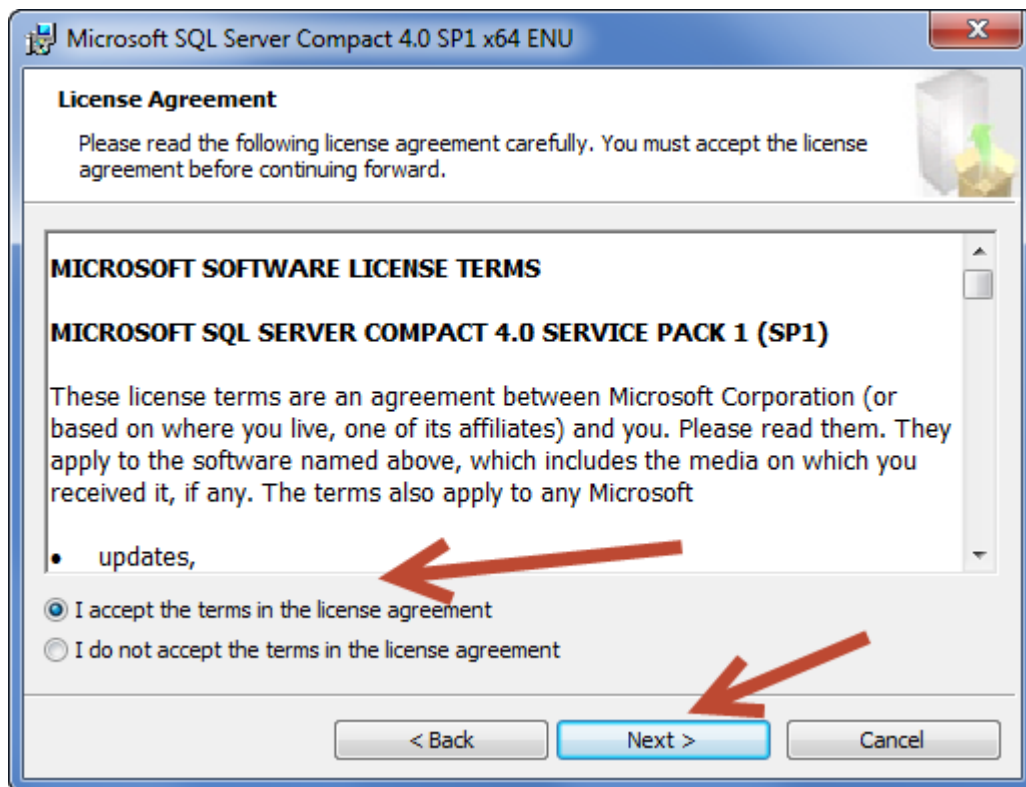 Microsoft SQL Server Compact 4.0 SP1 x64 ENU
License Agreement
Please read the following license agreement carefully. You must accept the license
agreement before continuing forward.
MICROSOFT SOFTWARE LICENSE TERMS
MICROSOFT SQL SERVER COMPACT 4.0 SERVICE PACK 1 (SP1)
These license terms are an agreement between Microsoft Corporation (or
based on where you live, one of its affiliates) and you. Please read them. They
apply to the software named above, which includes the media on which you
received it, if any. The terms also apply to any Microsoft
• updates,
I accept the terms in the license agreement
I do not accept the terms in the license agreement
< Back Next > Cancel